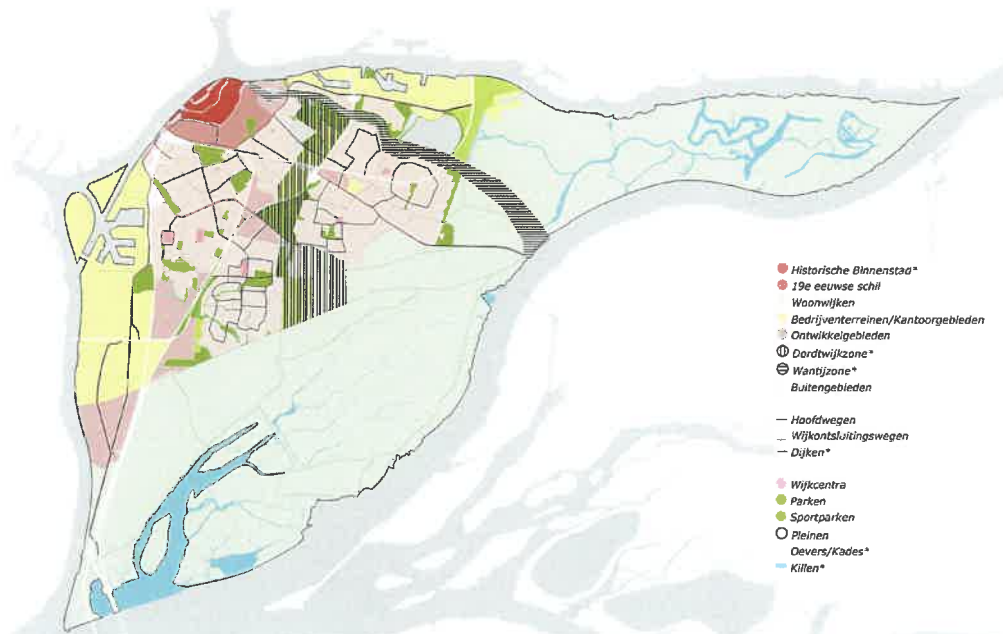 Historische Binnenstad*
19e eeuwse schil
Woonwijken
Bedrijventerreinen/Kantoorgebieden
Ontwikkelgebieden
Dordtwijkzone*
Wantijzone*
Buitengebieden
Hoofdwegen
Wijkontsluitingswegen
Dijken*
Wijkcentra
Parken
Sportparken
Pleinen
Oevers/Kades*
Killen*